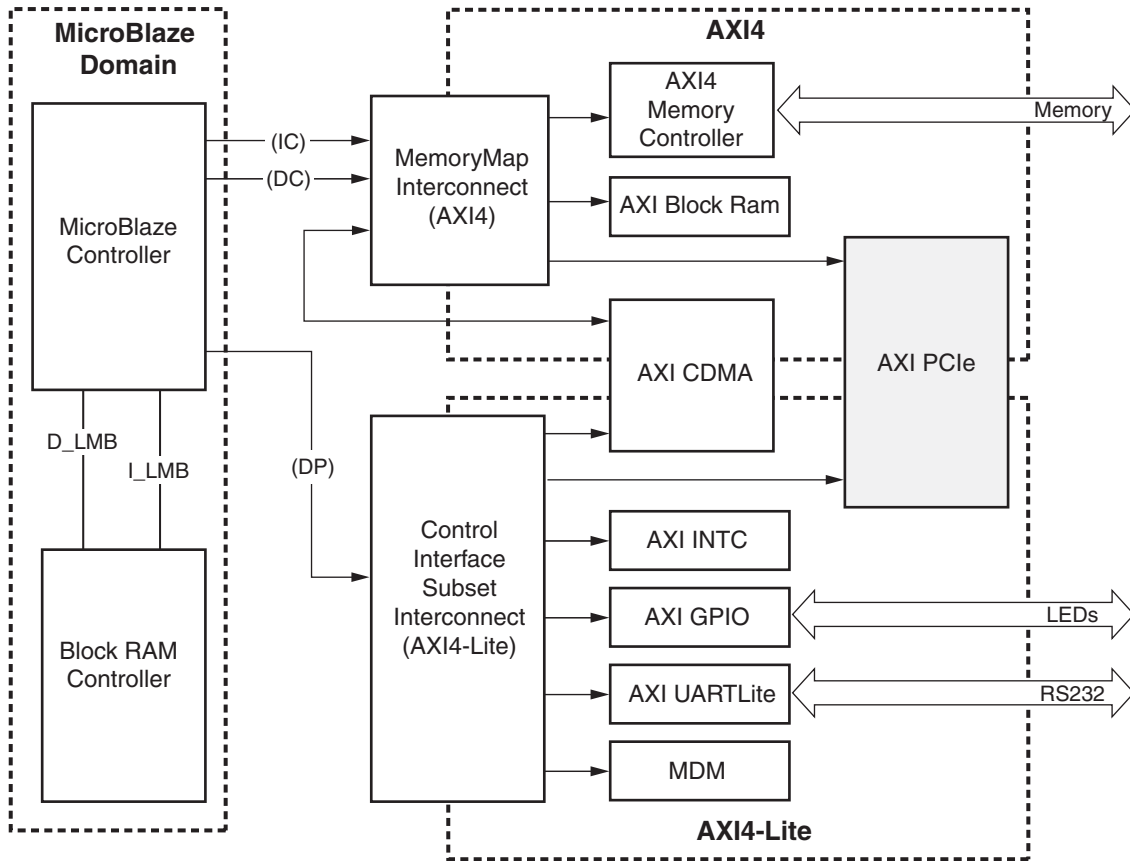 MicroBlaze
Domain
MicroBlaze
Controller
D_LMB
I_LMB
Block RAM
Controller
(IC)
(DC)
(DP)
AXI4
MemoryMap
Interconnect
(AXI4)
AXI4
Memory
Controller
Memory
AXI Block Ram
AXI CDMA
AXI PCIe
Control
Interface
Subset
Interconnect
(AXI4-Lite)
AXI INTC
AXI GPIO
LEDs
AXI UARTLite
RS232
MDM
AXI4-Lite